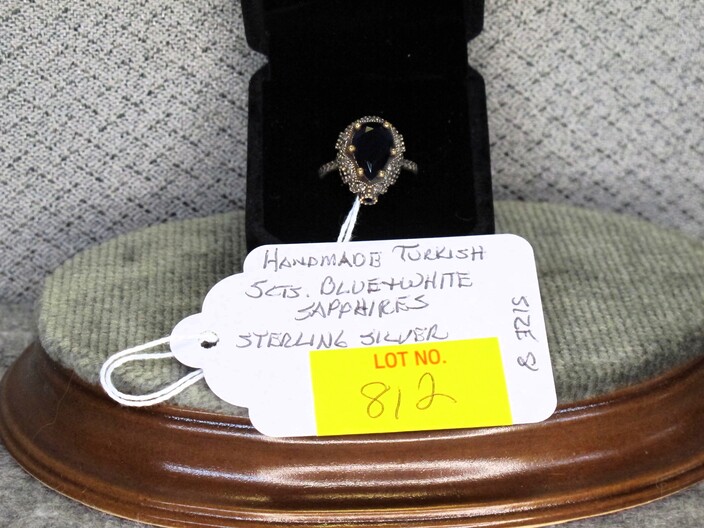 HANDMADE TURKISH
5CTS. BLUE+WHITE
SAPPHIRES
STERLING SILVER
SIZE 8
LOT NO.
812